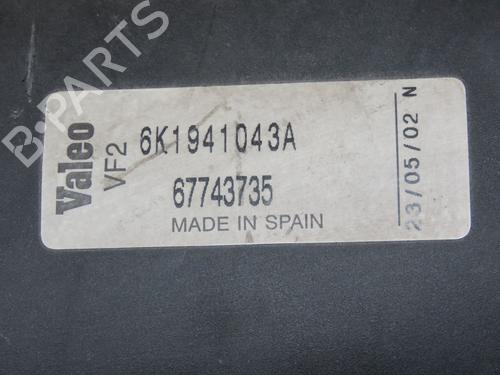 Valeo
VF2
6K1941043A
67743735
MADE IN SPAIN
23/05/02 N
B-PARTS